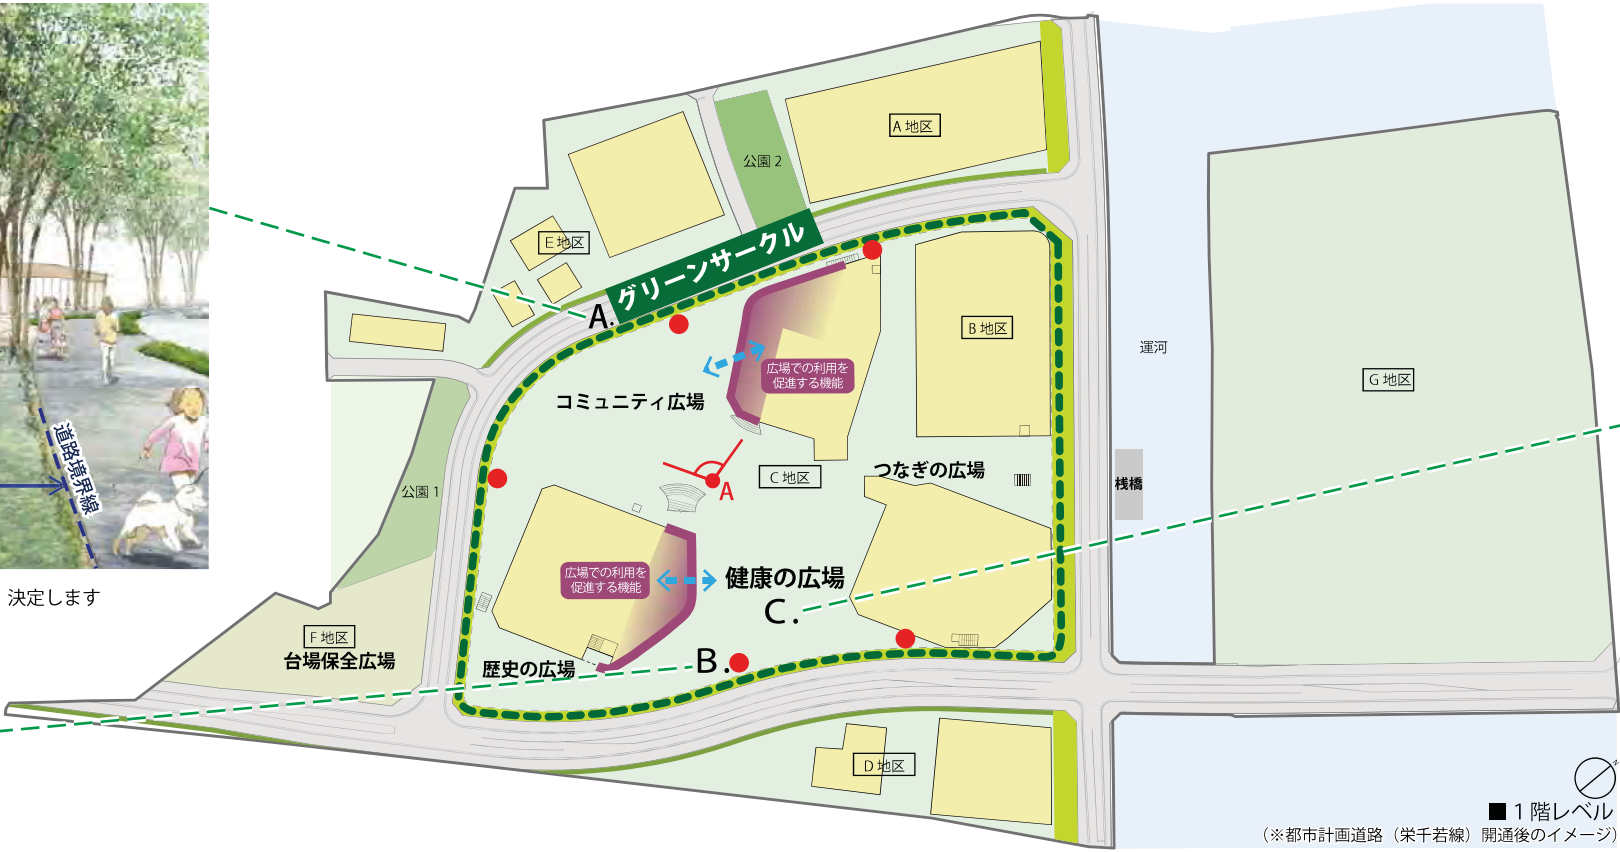 道路境界線
決定します
A 地区
公園 2
E 地区
グリーンサークル
A.
B 地区
運河
広場での利用を
促進する機能
G 地区
コミュニティ広場
C 地区
つなぎの広場
A
桟橋
公園 1
広場での利用を
促進する機能
健康の広場
C .
F 地区
台場保全広場
歴史の広場
B .
D 地区
N
■ 1 階レベル
（※都市計画道路（栄千若線）開通後のイメージ）